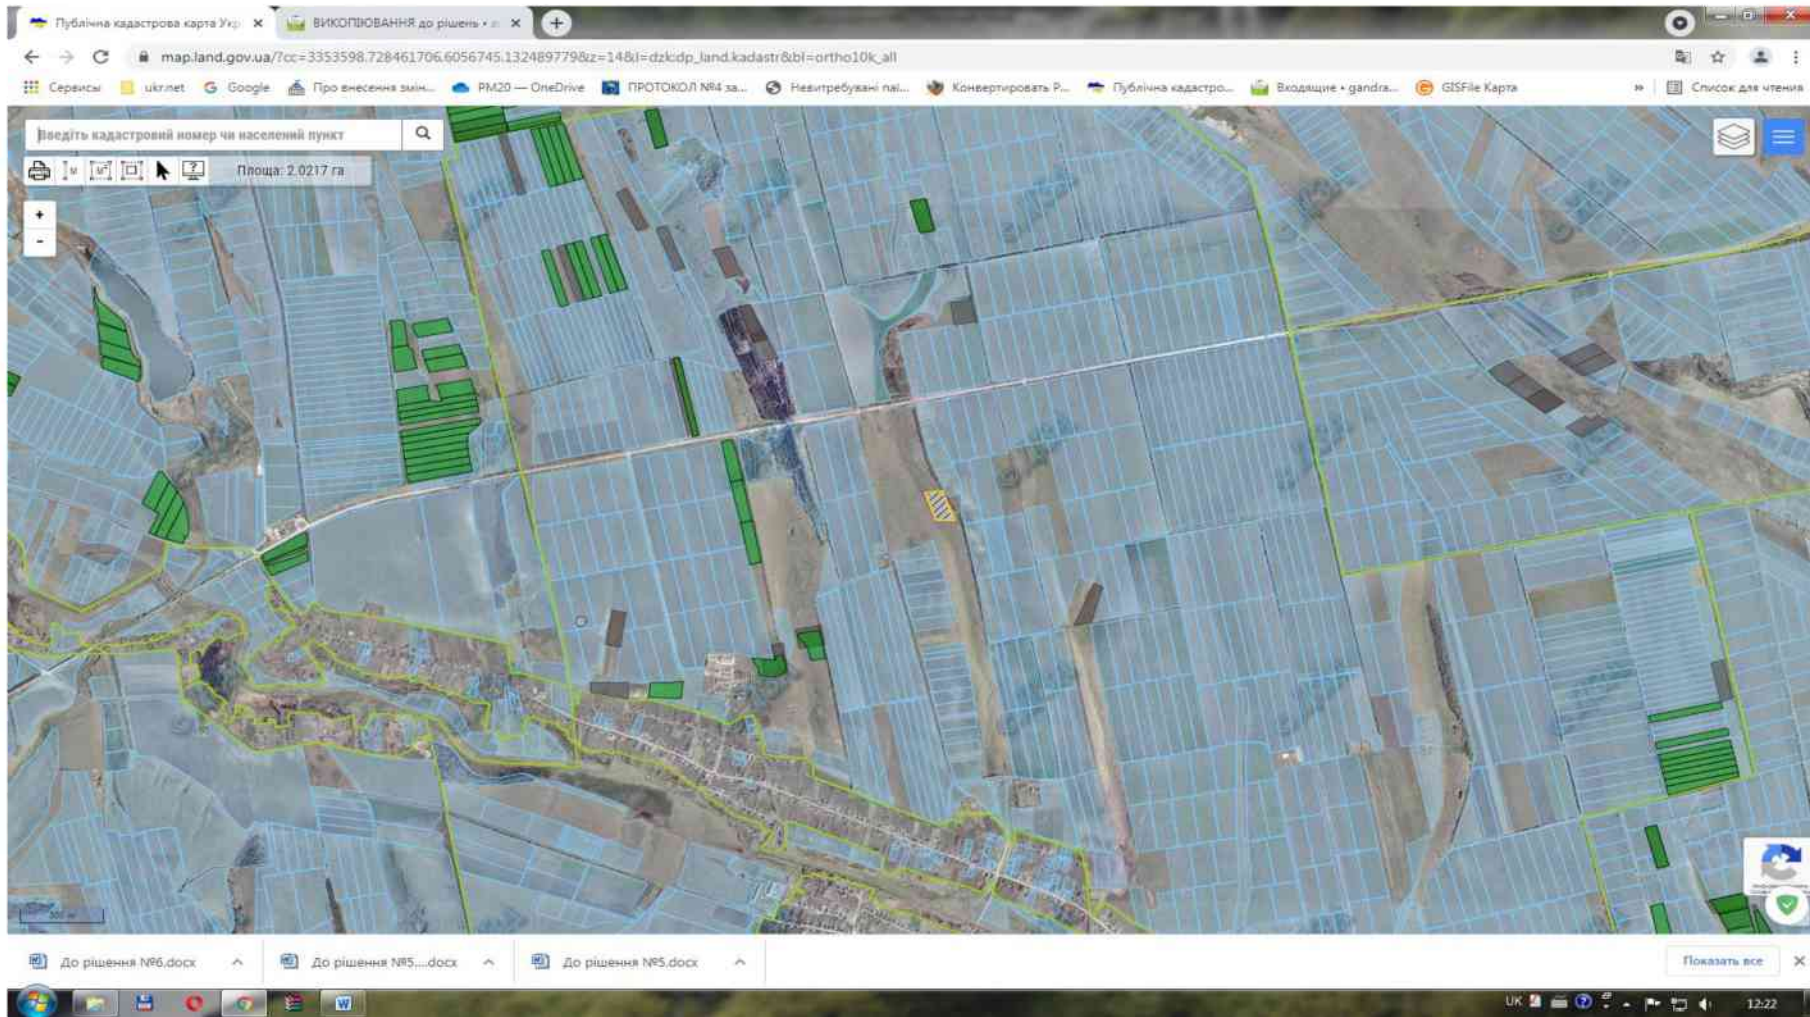 Публічна кадастрова карта Укр
ВИКОПІЮВАННЯ до рішень •
map.land.gov.ua/?cc=3353598.728461706.6056745.132489779&z=14&l=dzk:dp_land.kadastr&bl=ortho10k_all
Сервисы ukr.net Google Про внесення змін... PM20 — OneDrive ПРОТОКОЛ №4 за... Невитребувані паї... Конвертировать P... Публічна кадастро... Входящие • gandra... GISFile Карта » Список для чтения
Введіть кадастровий номер чи населений пункт
Площа: 2.0217 га
+
-
300 м
До рішення №6.docx До рішення №5....docx До рішення №5.docx Показать все
UK 12:22